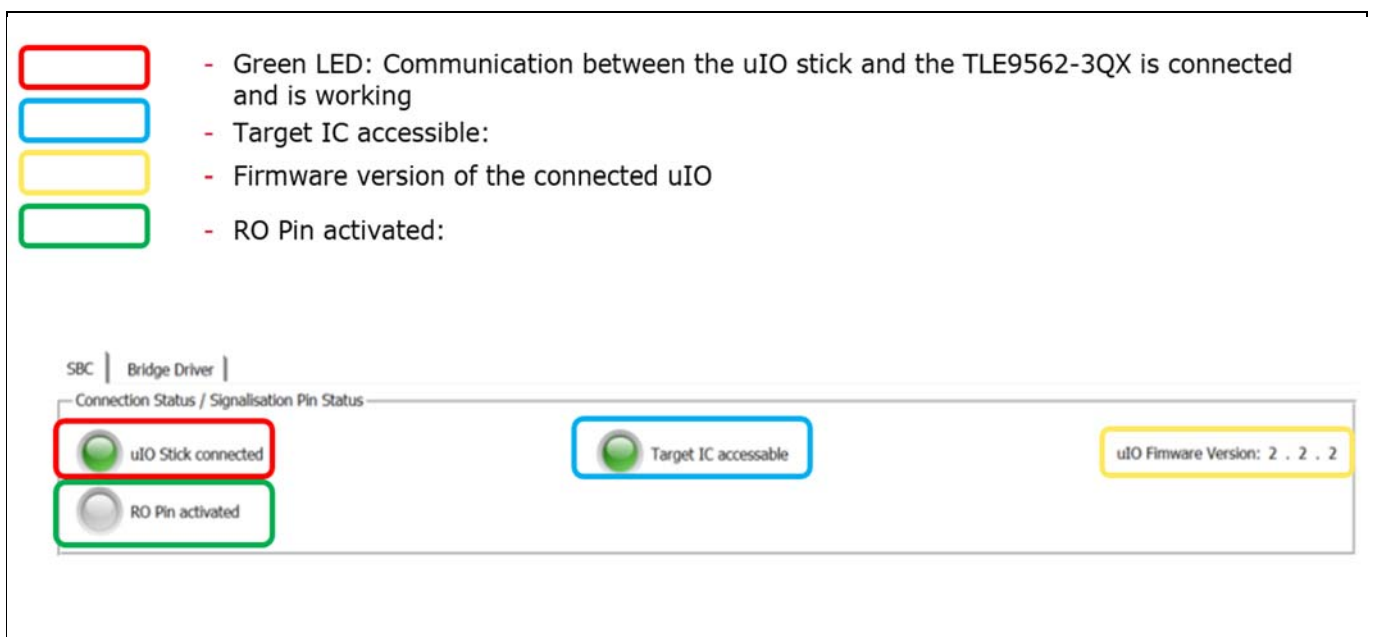 - Green LED: Communication between the uIO stick and the TLE9562-3QX is connected
and is working
- Target IC accessible:
- Firmware version of the connected uIO
- RO Pin activated:
SBC | Bridge Driver |
Connection Status / Signalisation Pin Status
uIO Stick connected
Target IC accessable
uIO Fimware Version: 2 . 2 . 2
RO Pin activated